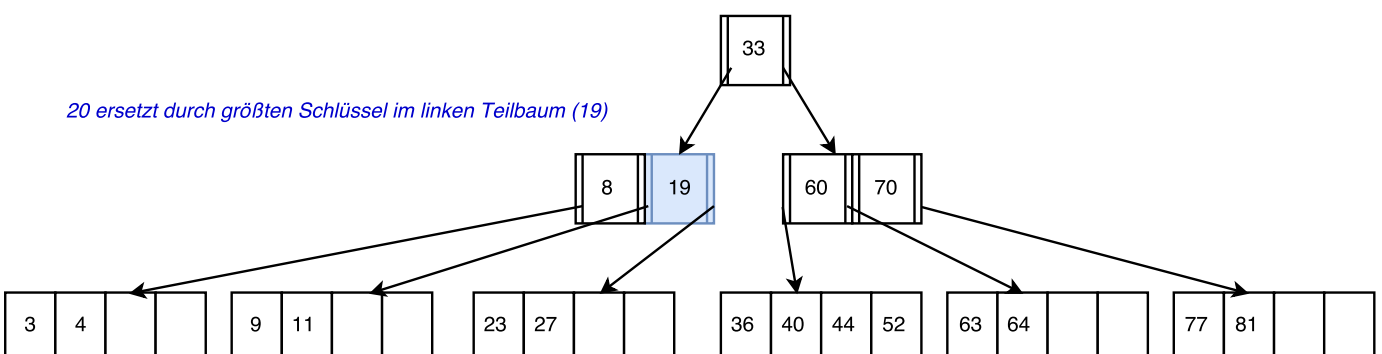 33
20 ersetzt durch größten Schlüssel im linken Teilbaum (19)
8 19 60 70
3 4 9 11 23 27 36 40 44 52 63 64 77 81